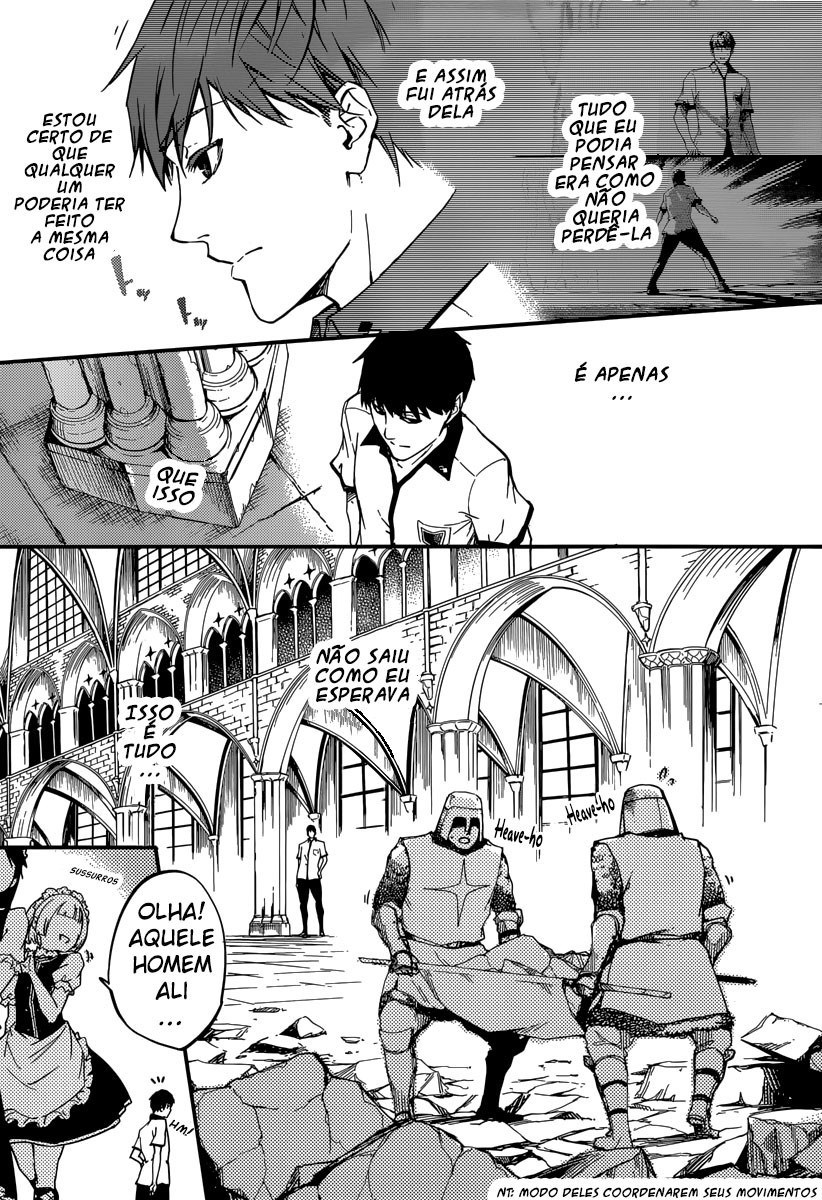 TUDO
QUE EU
PODIA
PENSAR
ERA COMO
NÃO
QUERIA
PERDÊ-LA
E ASSIM
FUI ATRÁS
DELA
ESTOU
CERTO DE
QUE
QUALQUER
UM
PODERIA TER
FEITO
A MESMA
COISA
É APENAS
...
QUE
ISSO
NÃO SAIU
COMO EU
ESPERAVA
ISSO
É
TUDO
...
Heave-ho
Heave-ho
SUSSURROS
OLHA!
AQUELE
HOMEM
ALI
...
HM!
NT: MODO DELES COORDENAREM SEUS MOVIMENTOS